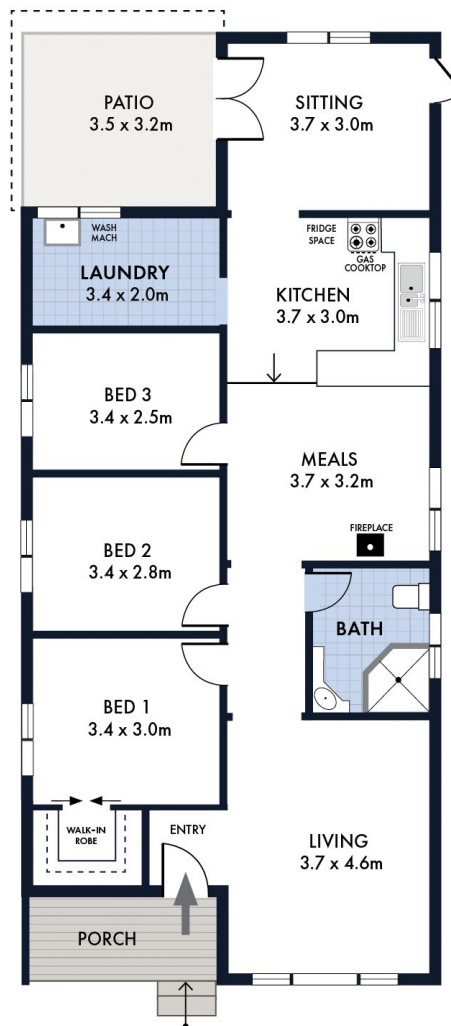 PATIO
3.5 x 3.2m
SITTING
3.7 x 3.0m
WASH
MACH
LAUNDRY
3.4 x 2.0m
FRIDGE
SPACE
GAS
COOKTOP
KITCHEN
3.7 x 3.0m
BED 3
3.4 x 2.5m
MEALS
3.7 x 3.2m
FIREPLACE
BED 2
3.4 x 2.8m
BATH
BED 1
3.4 x 3.0m
WALK-IN
ROBE
ENTRY
LIVING
3.7 x 4.6m
PORCH